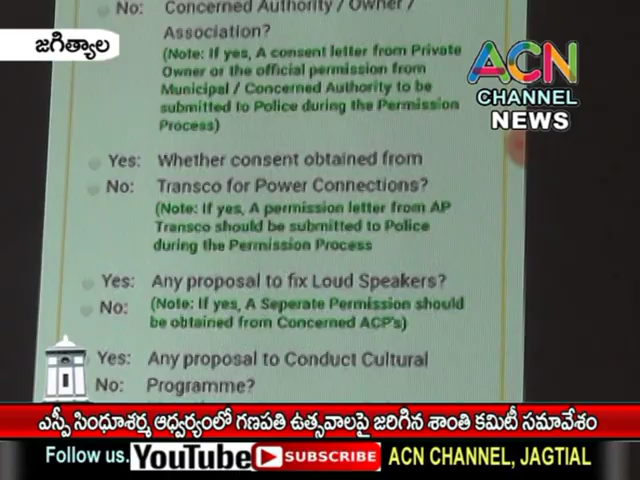 No: Concerned Authority / Owner /
Association?
(Note: If yes, A consent letter from Private
Owner or the official permission from
Municipal / Concerned Authority to be
submitted to Police during the Permission
Process)
Yes: Whether consent obtained from
No: Transco for Power Connections?
(Note: If yes, A permission letter from AP
Transco should be submitted to Police
during the Permission Process
Yes: Any proposal to fix Loud Speakers?
No: (Note: If yes, A Seperate Permission should
be obtained from Concerned ACP's)
Yes: Any proposal to Conduct Cultural
No: Programme?
జగిత్యాల
ACN
CHANNEL
NEWS
ఎస్పీ సింధూశర్మ ఆధ్వర్యంలో గణపతి ఉత్సవాలపై జరిగిన శాంతి కమిటీ సమావేశం
Follow us. YouTube SUBSCRIBE ACN CHANNEL, JAGTIAL